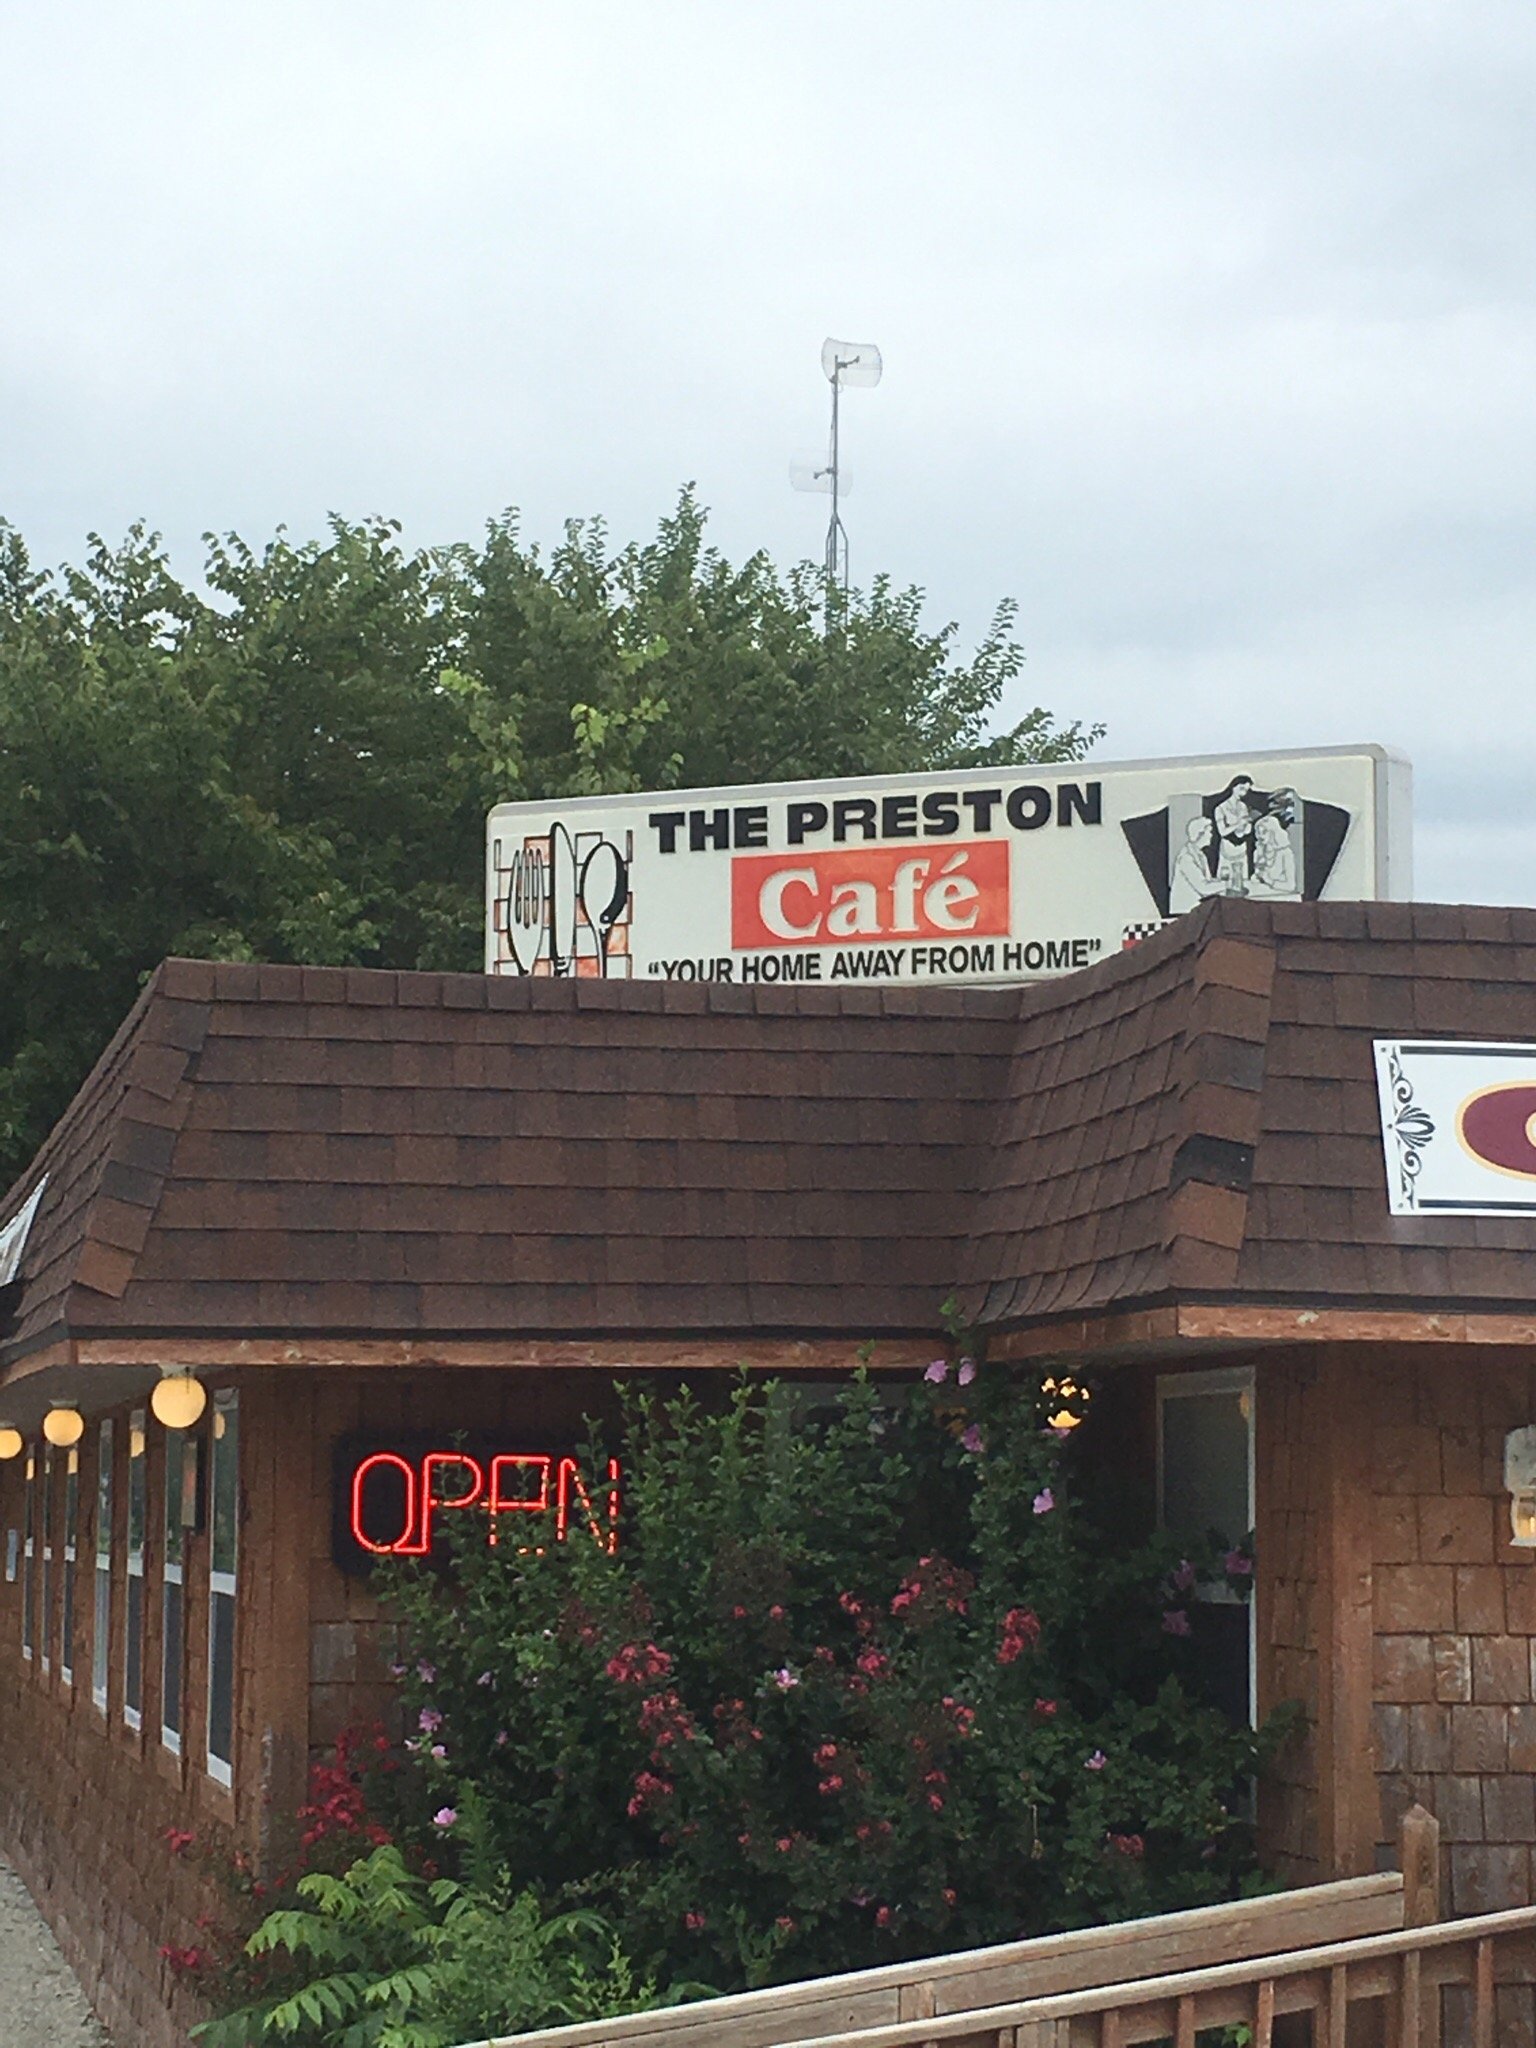 THE PRESTON
Café
"YOUR HOME AWAY FROM HOME"
OPEN